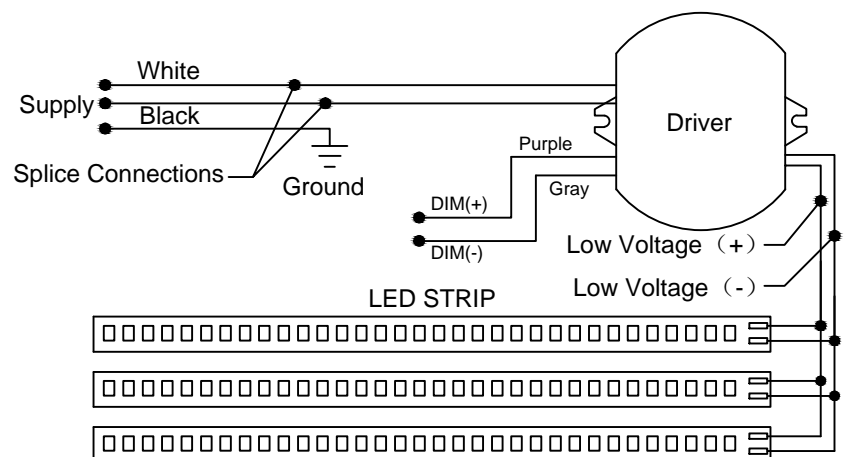 White
Supply
Black
Driver
Purple
Splice Connections
Ground
Gray
DIM(+)
DIM(-)
Low Voltage（+）
Low Voltage（-）
LED STRIP